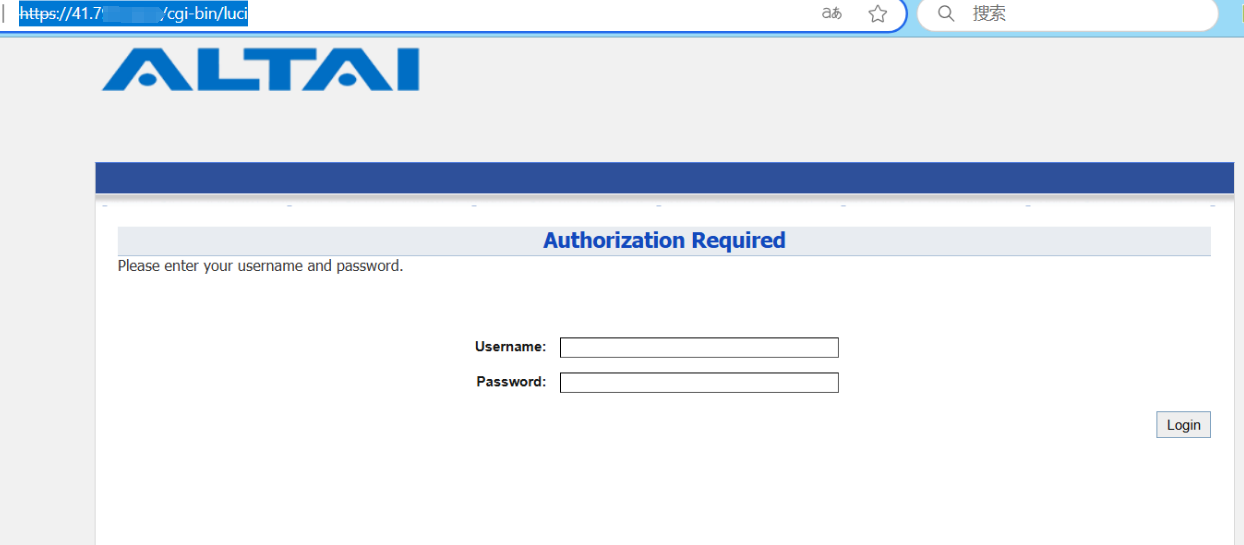 https://41.79 /cgi-bin/luci aあ 搜索
ALTAI
Authorization Required
Please enter your username and password.
Username:
Password:
Login